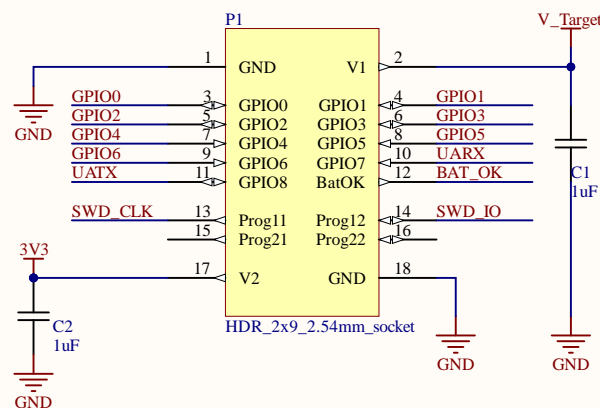 P1
V_Target
1 GND V1 2
GND
GPIO0 3 GPIO0 GPIO1 4 GPIO1
GPIO2 5 GPIO2 GPIO3 6 GPIO3
GPIO4 7 GPIO4 GPIO5 8 GPIO5
GPIO6 9 GPIO6 GPIO7 10 UARX
UATX 11 GPIO8 BatOK 12 BAT_OK
C1
1uF
SWD_CLK 13 Prog11 Prog12 14 SWD_IO
15 Prog21 Prog22 16
3V3
17 V2 GND 18
C2
1uF
HDR_2x9_2.54mm_socket
GND
GND
GND